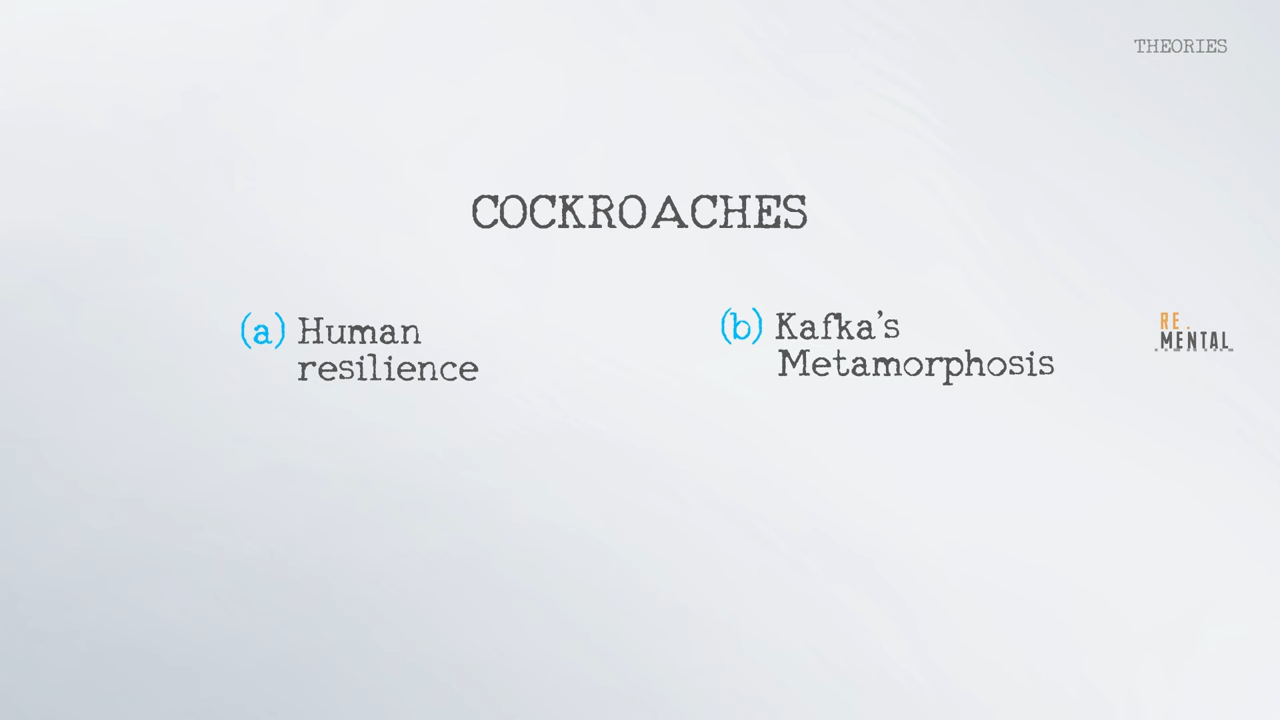 THEORIES
COCKROACHES
(a) Human
resilience
(b) Kafka's
Metamorphosis
RE.
MENTAL